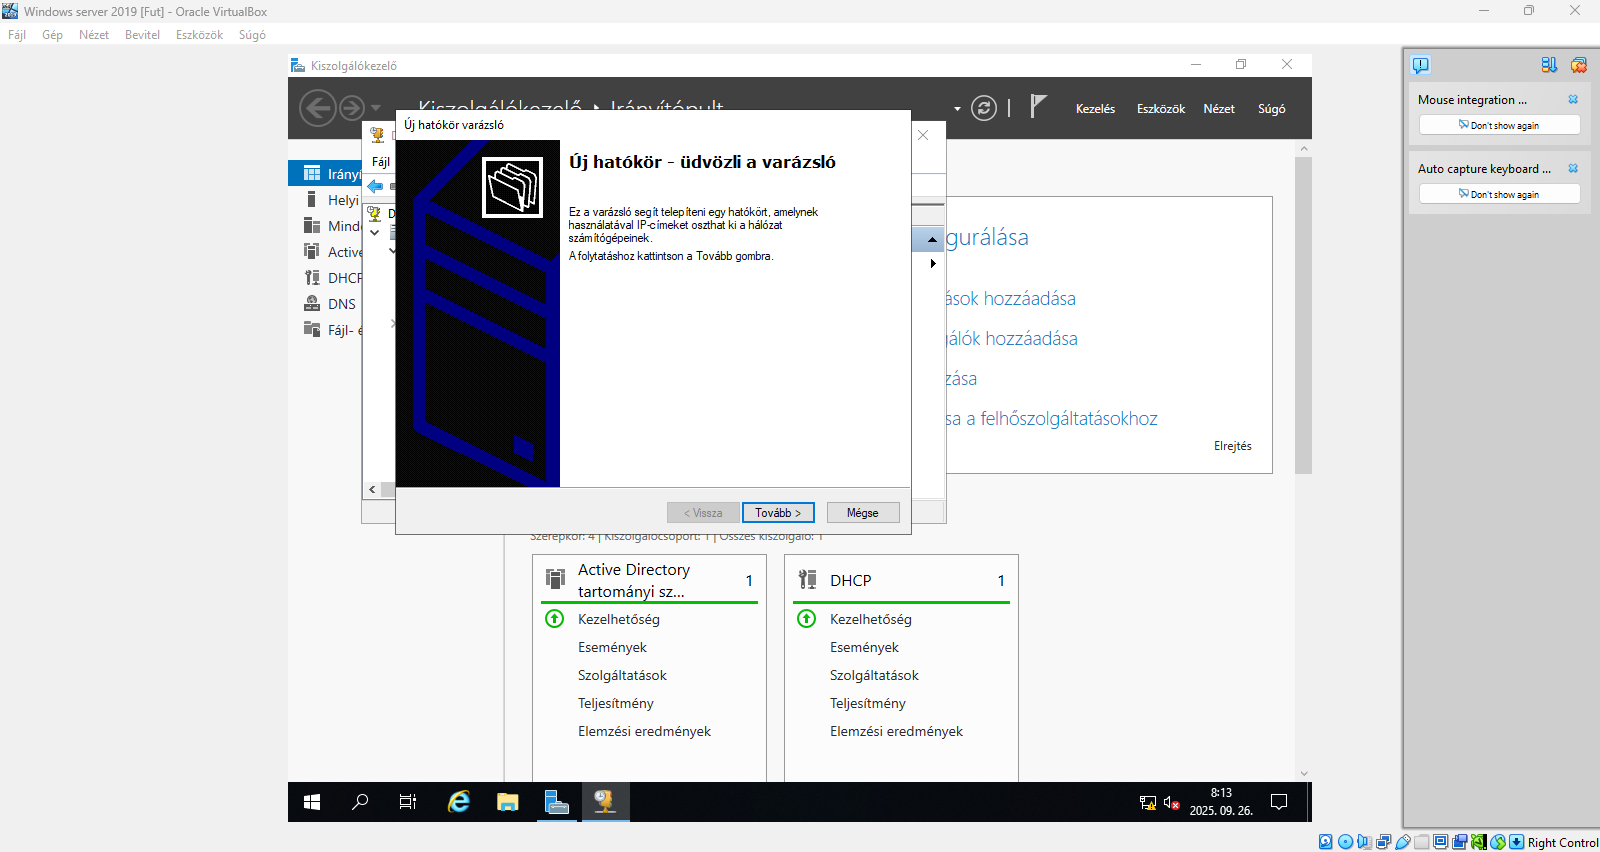 Windows server 2019 [Fut] - Oracle VirtualBox
Fájl Gép Nézet Bevitel Eszközök Súgó
Kiszolgálókezelő
Kiszolgálókezelő Irányítópult
Kezelés Eszközök Nézet Súgó
Új hatókör varázsló
Fájl
Új hatókör - üdvözli a varázsló
Ez a varázsló segít telepíteni egy hatókört, amelynek
használatával IP-címeket oszthat ki a hálózat
számítógépeinek.
A folytatáshoz kattintson a Tovább gombra.
< Vissza Tovább > Mégse
Irányí
Helyi
Mind
Active
DHCP
DNS
Fájl- é
D
gurálása
ások hozzáadása
álók hozzáadása
zása
sa a felhőszolgáltatásokhoz
Elrejtés
Szerepkör: 4 | Kiszolgálócsoport: 1 | Összes kiszolgáló: 1
Active Directory
tartományi sz... 1
Kezelhetőség
Események
Szolgáltatások
Teljesítmény
Elemzési eredmények
DHCP 1
Kezelhetőség
Események
Szolgáltatások
Teljesítmény
Elemzési eredmények
8:13
2025. 09. 26.
Mouse integration ...
Don't show again
Auto capture keyboard ...
Don't show again
Right Control